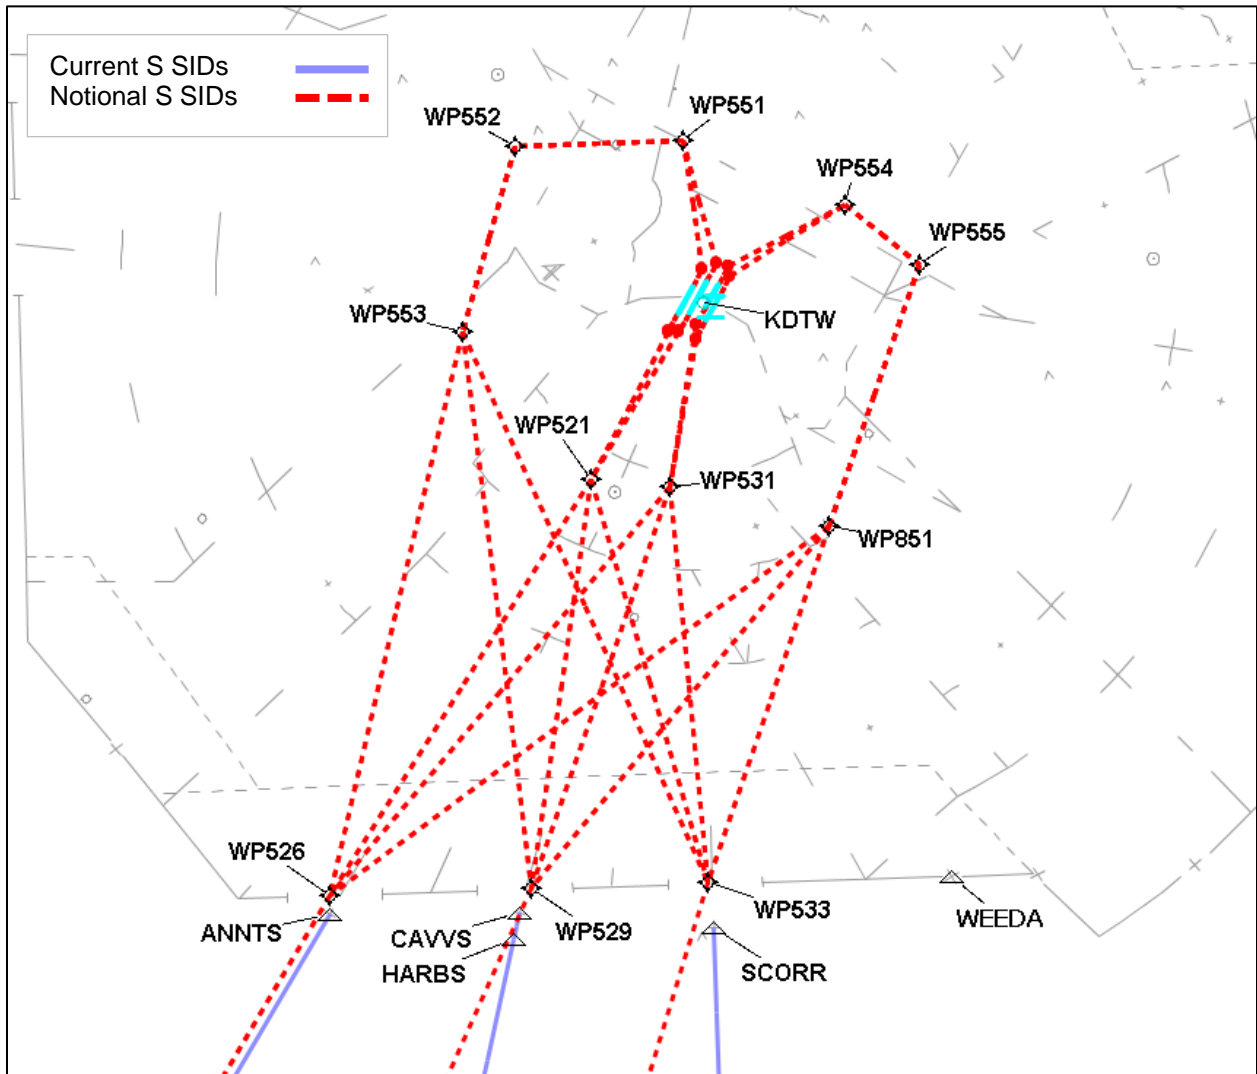 Current S SIDs
Notional S SIDs
WP552
WP551
WP554
WP555
KDTW
WP553
WP521
WP531
WP851
WP526
ANNTS
CAVVS
HARBS
WP529
WP533
SCORR
WEEDA